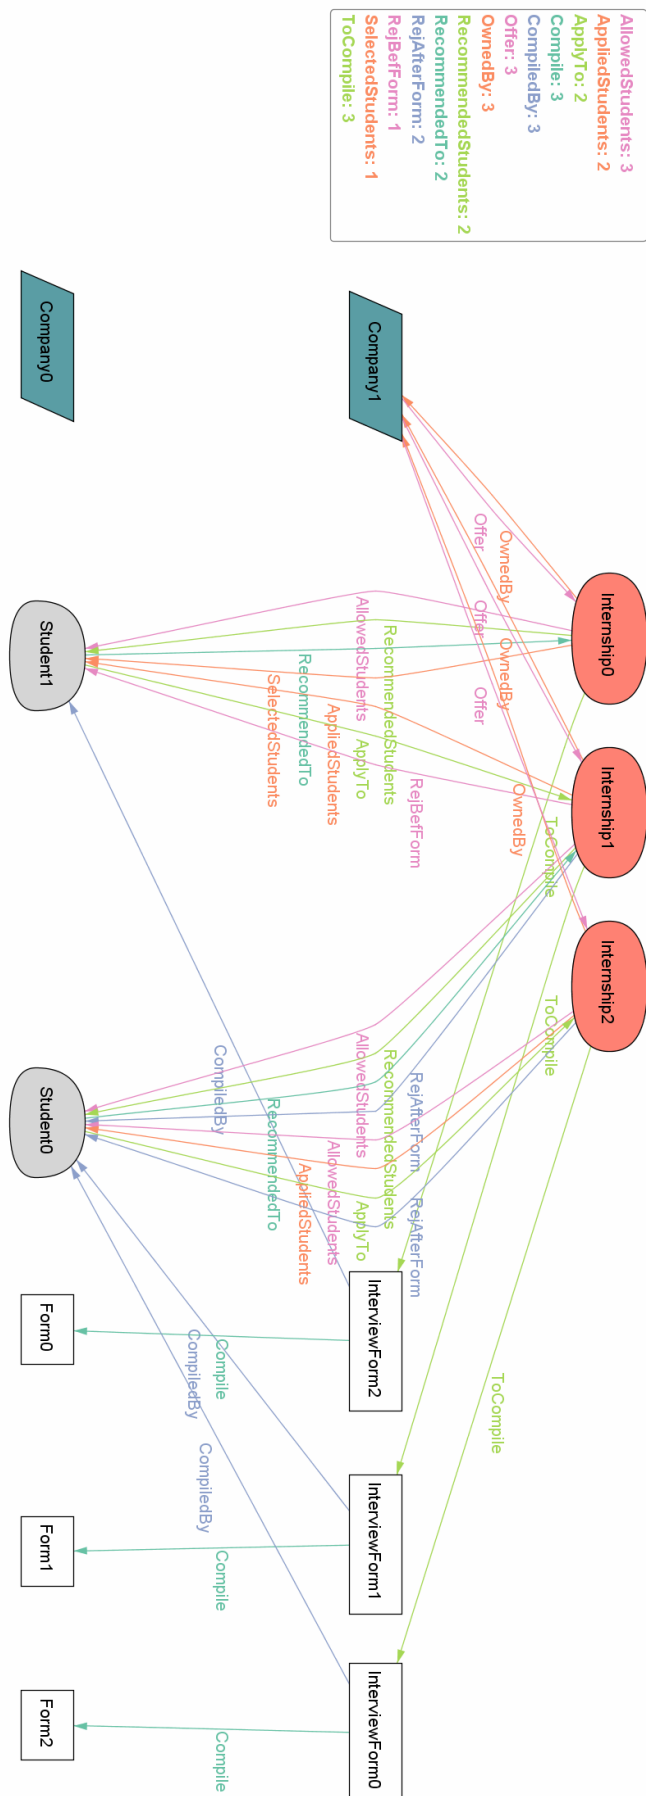 AllowedStudents: 3
AppliedStudents: 2
ApplyTo: 2
Compile: 3
CompiledBy: 3
Offer: 3
OwnedBy: 3
RecommendedStudents: 2
RecommendedTo: 2
RejAfterForm: 2
RejBefForm: 1
SelectedStudents: 1
ToCompile: 3
Internship0
Internship1
Internship2
OwnedBy
Offer
OwnedBy
Offer
OwnedBy
Offer
ToCompile
ToCompile
ToCompile
Company1
RejBefForm
RecommendedStudents
AllowedStudents
ApplyTo
AppliedStudents
RecommendedTo
SelectedStudents
RejAfterForm
RejAfterForm
RecommendedStudents
AllowedStudents
ApplyTo
AllowedStudents
AppliedStudents
RecommendedTo
InterviewForm2
InterviewForm1
InterviewForm0
CompiledBy
Compile
CompiledBy
CompiledBy
Compile
Compile
Company0
Student1
Student0
Form0
Form1
Form2